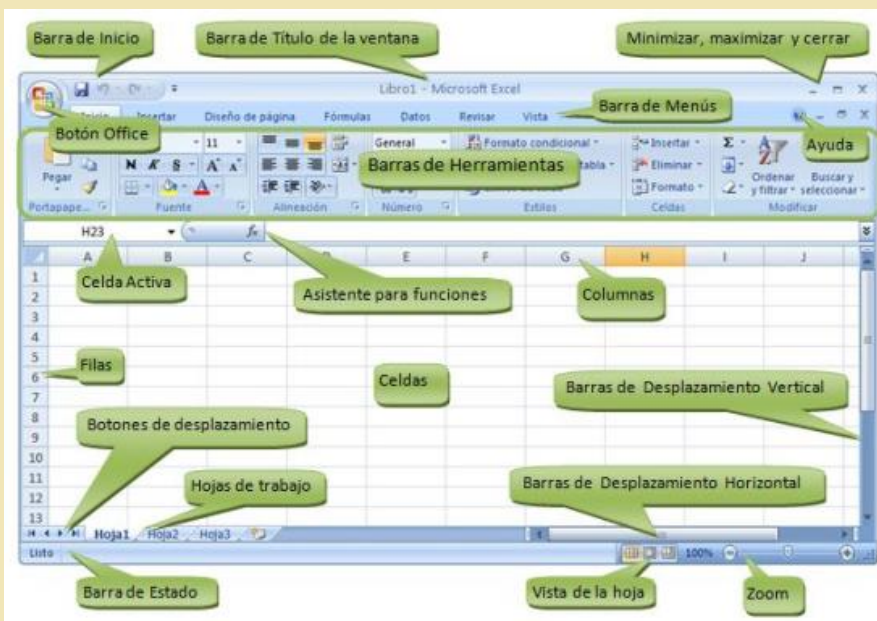 Barra de Inicio
Barra de Título de la ventana
Minimizar, maximizar y cerrar
Libro1 - Microsoft Excel
Insertar Diseño de página Fórmulas Datos Revisar Vista
Barra de Menús
Botón Office
Ayuda
11 General Formato condicional Insertar Σ
Barras de Herramientas
N K S A A Eliminar
Pegar Formato Ordenar y filtrar Buscar y seleccionar
Fuente Alineación Número Estilos Celdas Modificar
H23 fx
A B C E F G H I J
Celda Activa
Asistente para funciones
Columnas
1
2
3
4
5
6
7
8
9
10
11
12
13
Filas
Celdas
Barras de Desplazamiento Vertical
Botones de desplazamiento
Hojas de trabajo
Barras de Desplazamiento Horizontal
Hoja1 Hoja2 Hoja3
Listo 100%
Barra de Estado
Vista de la hoja
Zoom